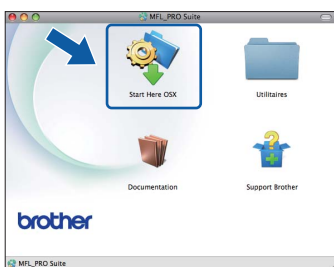 MFL_PRO Suite
Start Here OSX
Utilitaires
Documentation
Support Brother
brother
MFL_PRO Suite